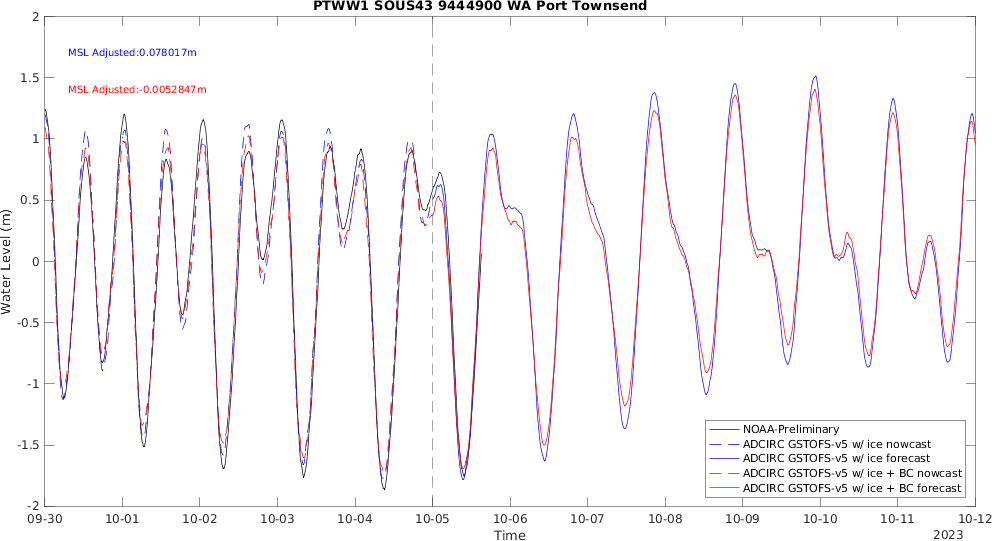 PTWW1 SOUS43 9444900 WA Port Townsend
2
1.5
1
0.5
0
-0.5
-1
-1.5
-2
Water Level (m)
MSL Adjusted:0.078017m
MSL Adjusted:-0.0052847m
NOAA-Preliminary
ADCIRC GSTOFS-v5 w/ ice nowcast
ADCIRC GSTOFS-v5 w/ ice forecast
ADCIRC GSTOFS-v5 w/ ice + BC nowcast
ADCIRC GSTOFS-v5 w/ ice + BC forecast
09-30 10-01 10-02 10-03 10-04 10-05 10-06 10-07 10-08 10-09 10-10 10-11 10-12
Time
2023